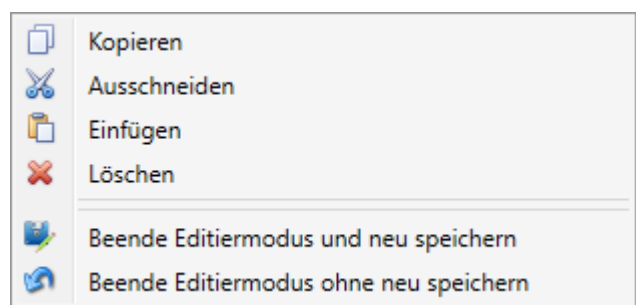 Kopieren
Ausschneiden
Einfügen
Löschen
Beende Editiermodus und neu speichern
Beende Editiermodus ohne neu speichern